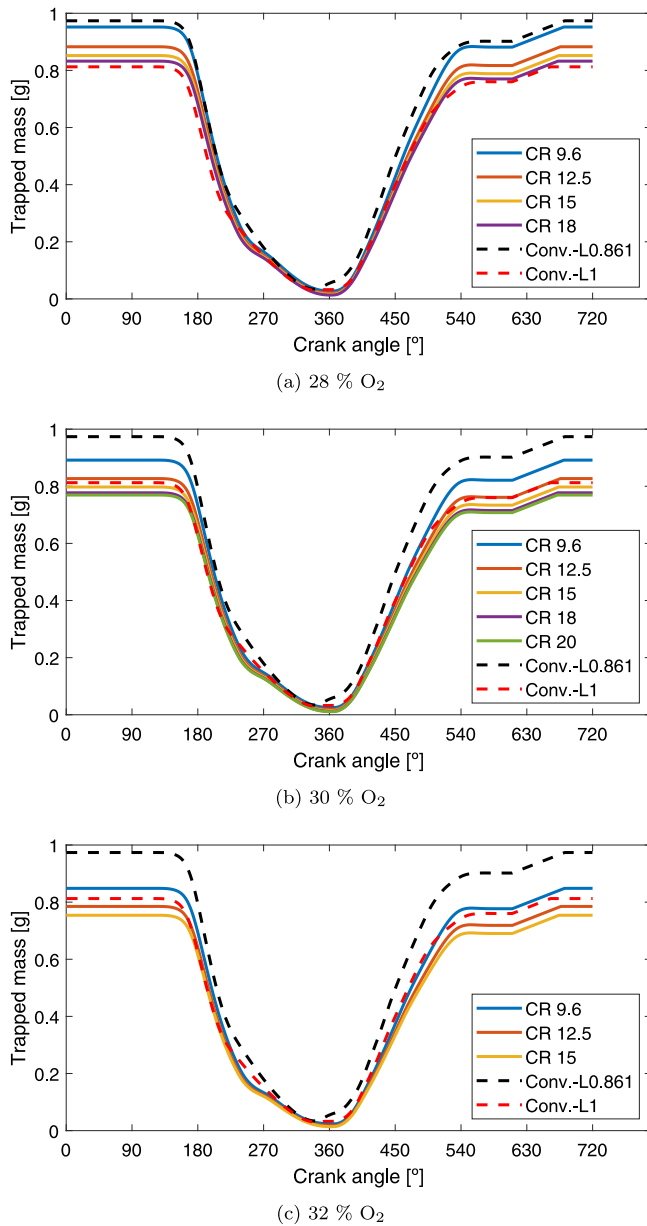 1
0.8
0.6
0.4
0.2
0
Trapped mass [g]
CR 9.6
CR 12.5
CR 15
CR 18
Conv.-L0.861
Conv.-L1
0 90 180 270 360 450 540 630 720
Crank angle [º]
(a) 28 % O₂
1
0.8
0.6
0.4
0.2
0
Trapped mass [g]
CR 9.6
CR 12.5
CR 15
CR 18
CR 20
Conv.-L0.861
Conv.-L1
0 90 180 270 360 450 540 630 720
Crank angle [º]
(b) 30 % O₂
1
0.8
0.6
0.4
0.2
0
Trapped mass [g]
CR 9.6
CR 12.5
CR 15
Conv.-L0.861
Conv.-L1
0 90 180 270 360 450 540 630 720
Crank angle [º]
(c) 32 % O₂